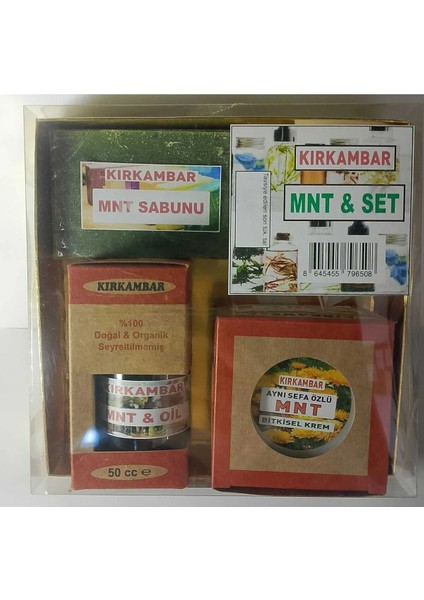 KIRKAMBAR
MNT SABUNU
KIRKAMBAR
MNT & SET
8 645455 796508
KIRKAMBAR
%100
Doğal & Organik
Seyreltilmemiş
KIRKAMBAR
MNT & OİL
50 cc e
KIRKAMBAR
AYNI SEFA ÖZLÜ
MNT
BİTKİSEL KREM